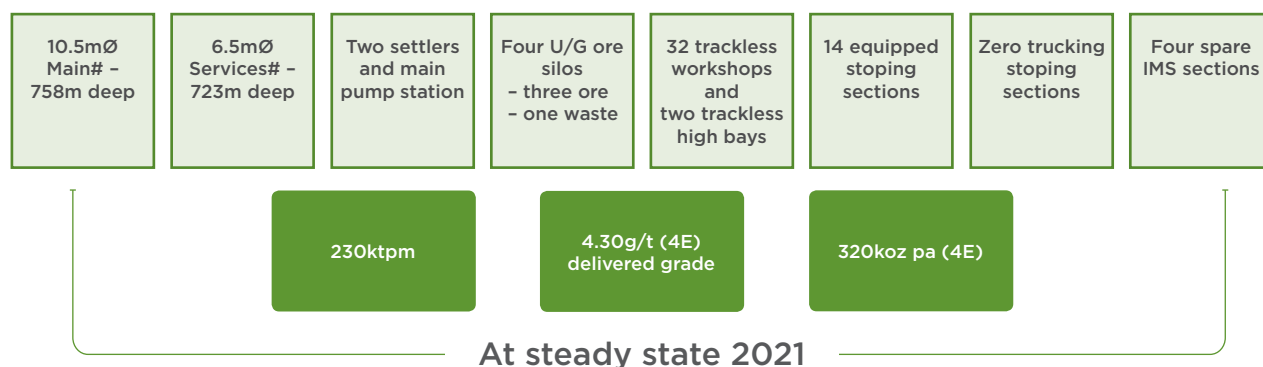 10.5mØ
Main# –
758m deep
6.5mØ
Services# –
723m deep
Two settlers
and main
pump station
Four U/G ore
silos
– three ore
– one waste
32 trackless
workshops
and
two trackless
high bays
14 equipped
stoping
sections
Zero trucking
stoping
sections
Four spare
IMS sections
230ktpm
4.30g/t (4E)
delivered grade
320koz pa (4E)
At steady state 2021